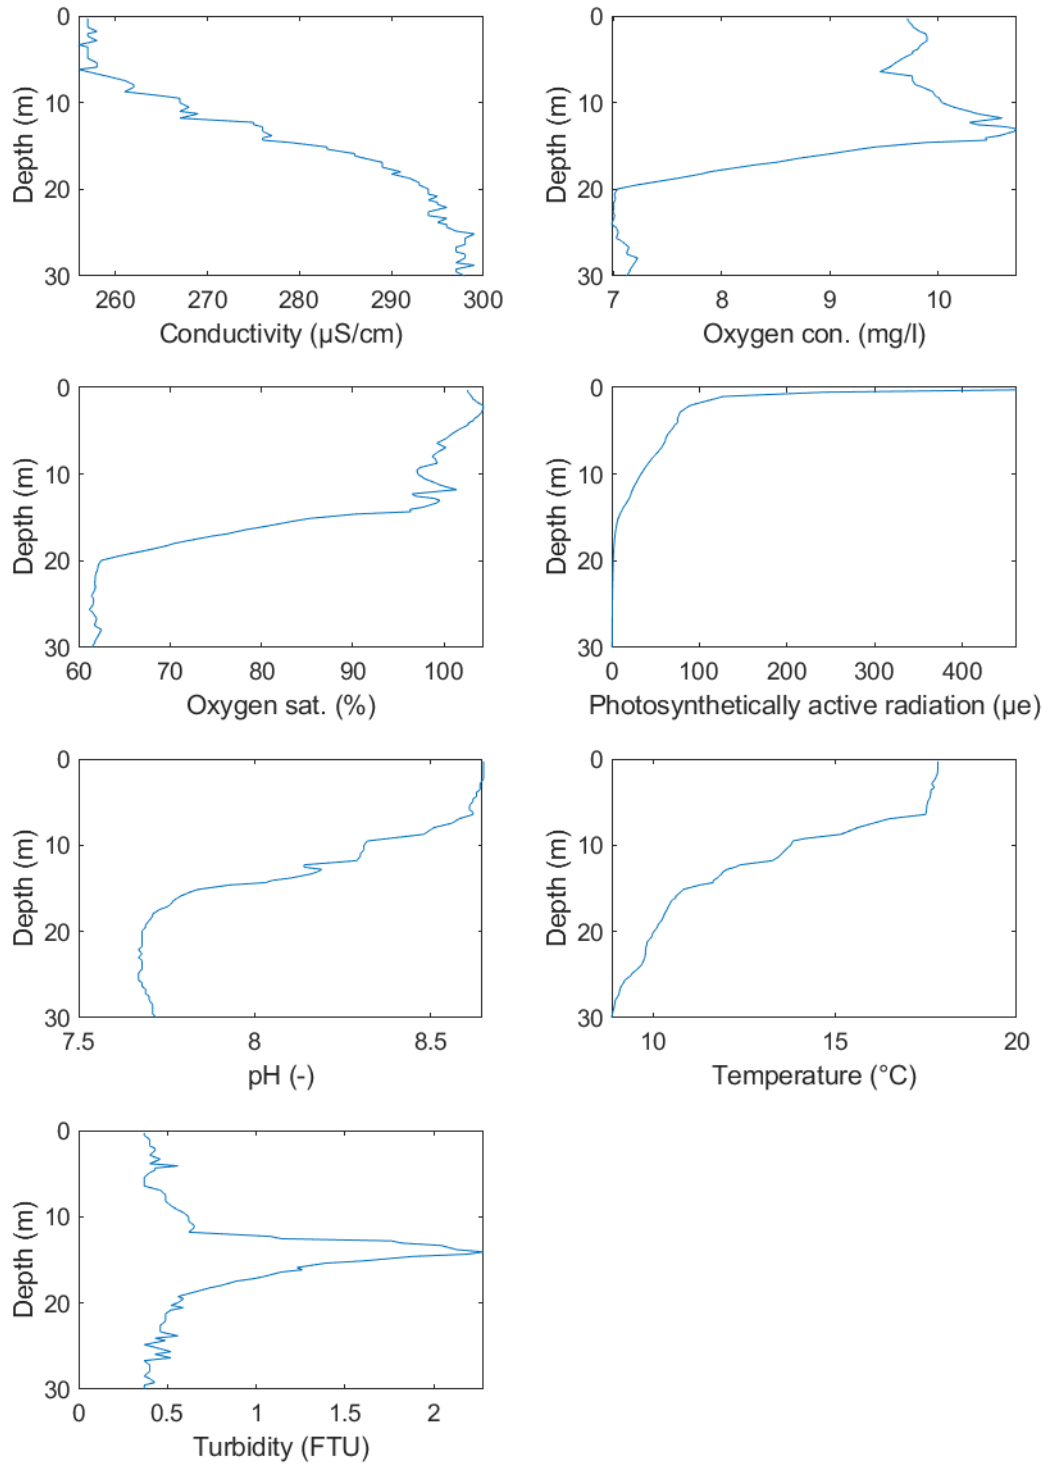 0
10
20
30
Depth (m)
260 270 280 290 300
Conductivity (µS/cm)
0
10
20
30
Depth (m)
7 8 9 10
Oxygen con. (mg/l)
0
10
20
30
Depth (m)
60 70 80 90 100
Oxygen sat. (%)
0
10
20
30
Depth (m)
0 100 200 300 400
Photosynthetically active radiation (µe)
0
10
20
30
Depth (m)
7.5 8 8.5
pH (-)
0
10
20
30
Depth (m)
10 15 20
Temperature (°C)
0
10
20
30
Depth (m)
0 0.5 1 1.5 2
Turbidity (FTU)